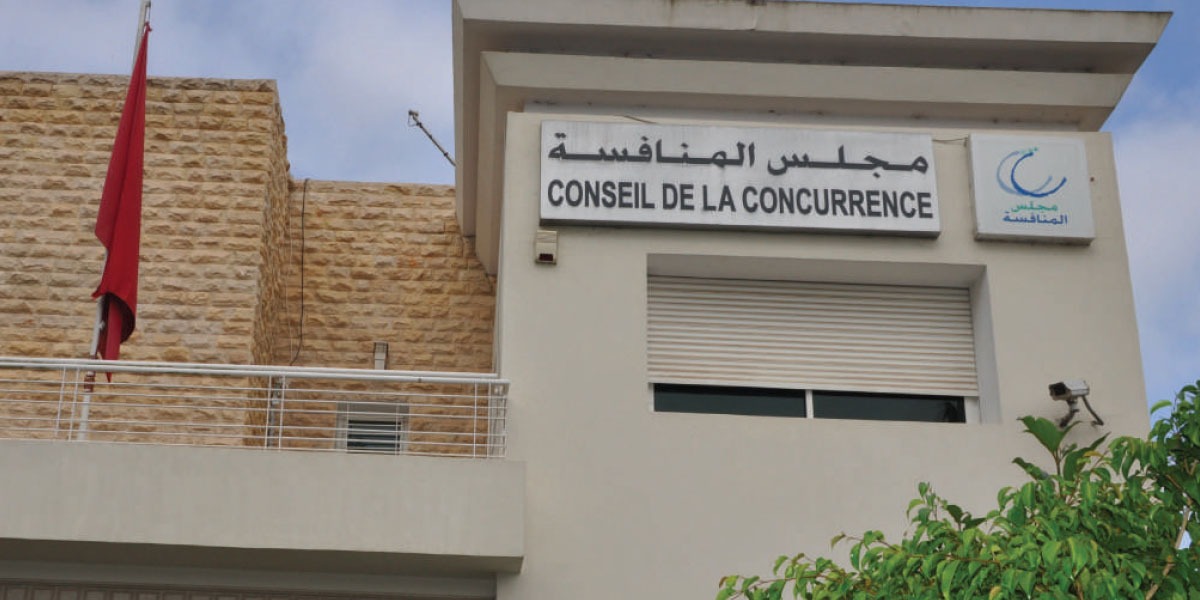 مجلس المنافسة
CONSEIL DE LA CONCURRENCE
مجلس
المنافسة